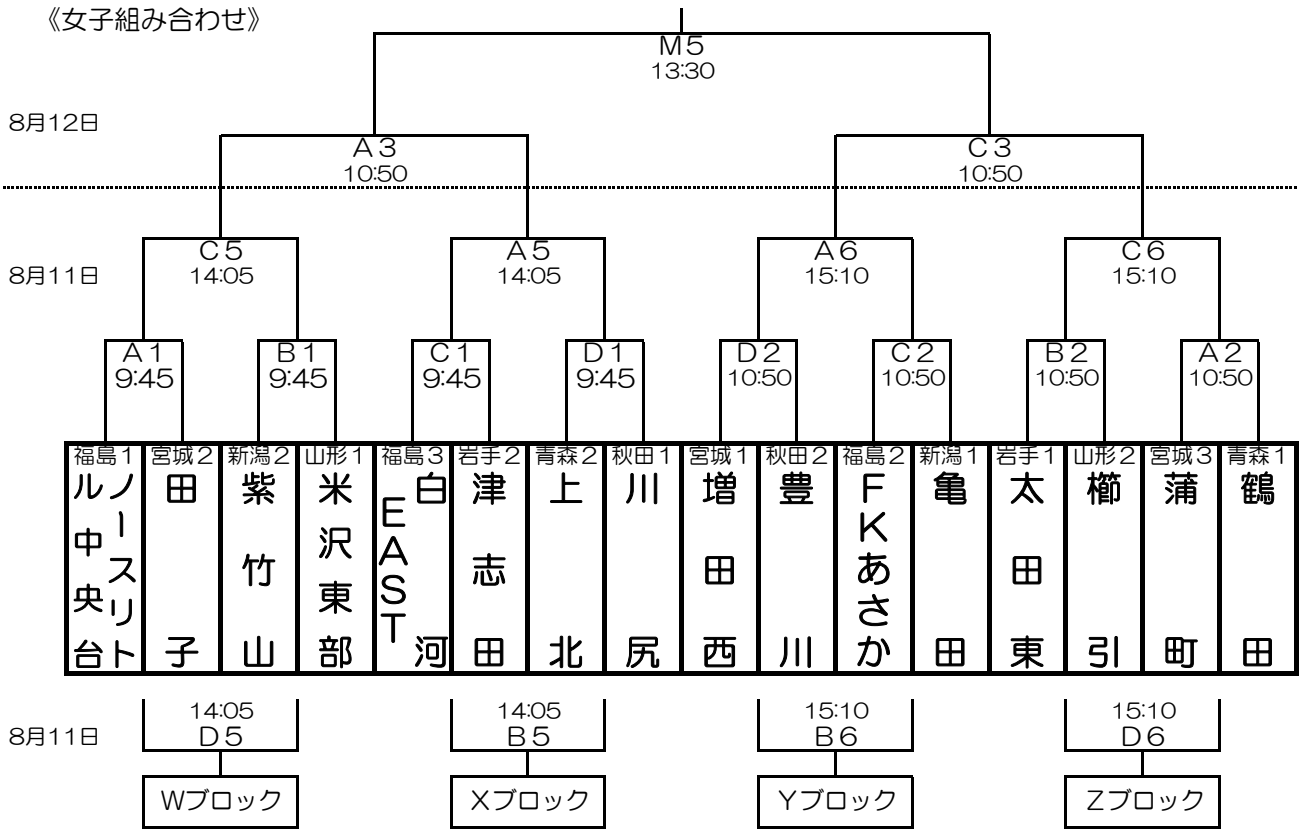 《女子組み合わせ》
M5
13:30
8月12日
A3
10:50
C3
10:50
8月11日
C5
14:05
A5
14:05
A6
15:10
C6
15:10
A1
9:45
B1
9:45
C1
9:45
D1
9:45
D2
10:50
C2
10:50
B2
10:50
A2
10:50
福島1
ノースリト
ル中央台
宮城2
田子
新潟2
紫竹山
山形1
米沢東部
福島3
白河
EAST
岩手2
津志田
青森2
上北
秋田1
川尻
宮城1
増田西
秋田2
豊川
福島2
FKあさか
新潟1
亀田
岩手1
太田東
山形2
櫛引
宮城3
蒲町
青森1
鶴田
8月11日
14:05
D5
14:05
B5
15:10
B6
15:10
D6
Wブロック
Xブロック
Yブロック
Zブロック